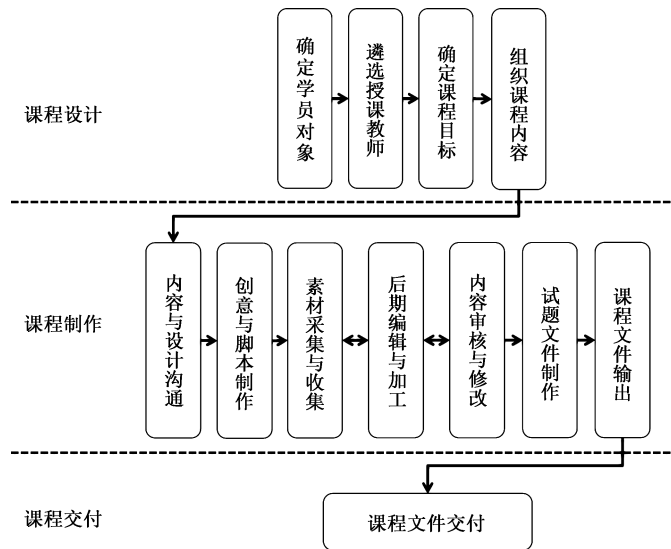 课程设计
确定学员对象
遴选授课教师
确定课程目标
组织课程内容
课程制作
内容与设计沟通
创意与脚本制作
素材采集与收集
后期编辑与加工
内容审核与修改
试题文件制作
课程文件输出
课程交付
课程文件交付